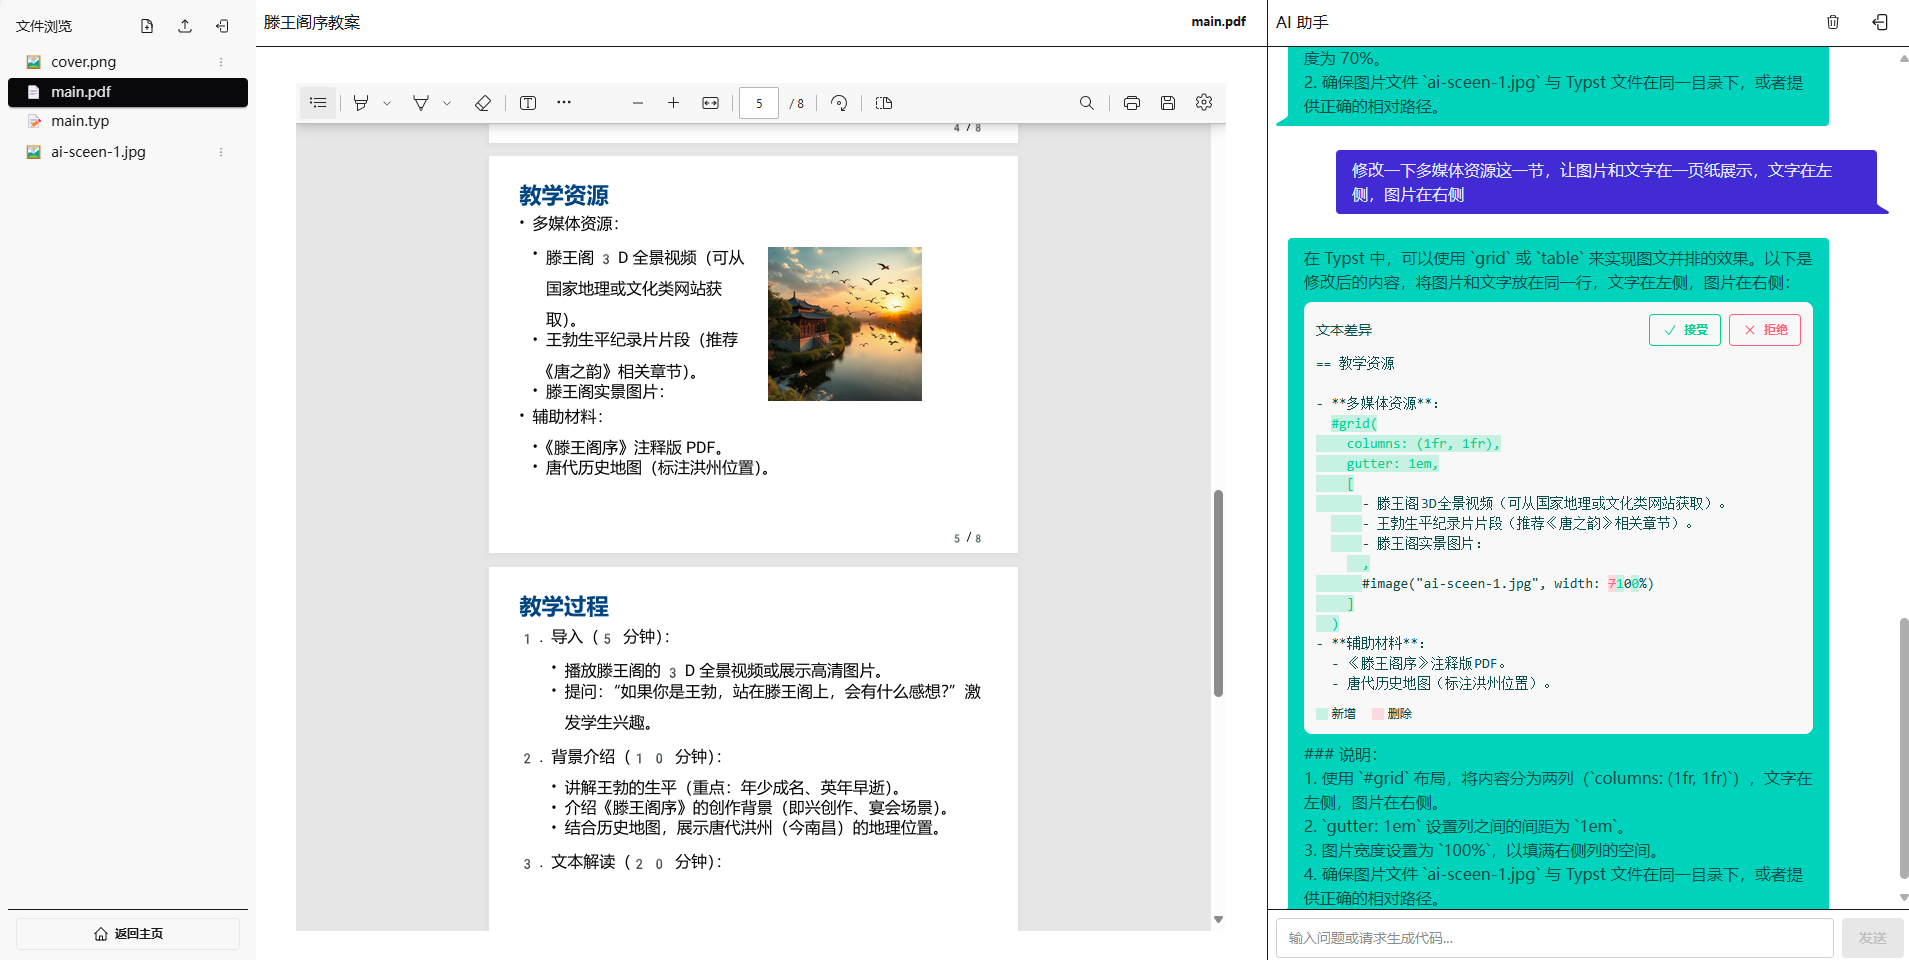 文件浏览
cover.png
main.pdf
main.typ
ai-sceen-1.jpg
返回主页
滕王阁序教案
main.pdf
5 / 8
4 / 8
教学资源
• 多媒体资源：
• 滕王阁 3 D 全景视频（可从
国家地理或文化类网站获
取）。
• 王勃生平纪录片片段（推荐
《唐之韵》相关章节）。
• 滕王阁实景图片：
• 辅助材料：
•《滕王阁序》注释版 PDF。
• 唐代历史地图（标注洪州位置）。
5 / 8
教学过程
1 . 导入（ 5 分钟）：
• 播放滕王阁的 3 D 全景视频或展示高清图片。
• 提问：“如果你是王勃，站在滕王阁上，会有什么感想？”激
发学生兴趣。
2 . 背景介绍（ 1 0 分钟）：
• 讲解王勃的生平（重点：年少成名、英年早逝）。
• 介绍《滕王阁序》的创作背景（即兴创作、宴会场景）。
• 结合历史地图，展示唐代洪州（今南昌）的地理位置。
3 . 文本解读（ 2 0 分钟）：
AI 助手
度为 70%。
2. 确保图片文件 `ai-sceen-1.jpg` 与 Typst 文件在同一目录下，或者提
供正确的相对路径。
修改一下多媒体资源这一节，让图片和文字在一页纸展示，文字在左
侧，图片在右侧
在 Typst 中，可以使用 `grid` 或 `table` 来实现图文并排的效果。以下是
修改后的内容，将图片和文字放在同一行，文字在左侧，图片在右侧：
文本差异
接受
拒绝
== 教学资源
- **多媒体资源**：
#grid(
columns: (1fr, 1fr),
gutter: 1em,
[
- 滕王阁3D全景视频（可从国家地理或文化类网站获取）。
- 王勃生平纪录片片段（推荐《唐之韵》相关章节）。
- 滕王阁实景图片：
,
#image("ai-sceen-1.jpg", width: 7100%)
]
)
- **辅助材料**：
- 《滕王阁序》注释版PDF。
- 唐代历史地图（标注洪州位置）。
新增 删除
### 说明：
1. 使用 `#grid` 布局，将内容分为两列（`columns: (1fr, 1fr)`），文字在
左侧，图片在右侧。
2. `gutter: 1em` 设置列之间的间距为 `1em`。
3. 图片宽度设置为 `100%`，以填满右侧列的空间。
4. 确保图片文件 `ai-sceen-1.jpg` 与 Typst 文件在同一目录下，或者提
供正确的相对路径。
输入问题或请求生成代码...
发送